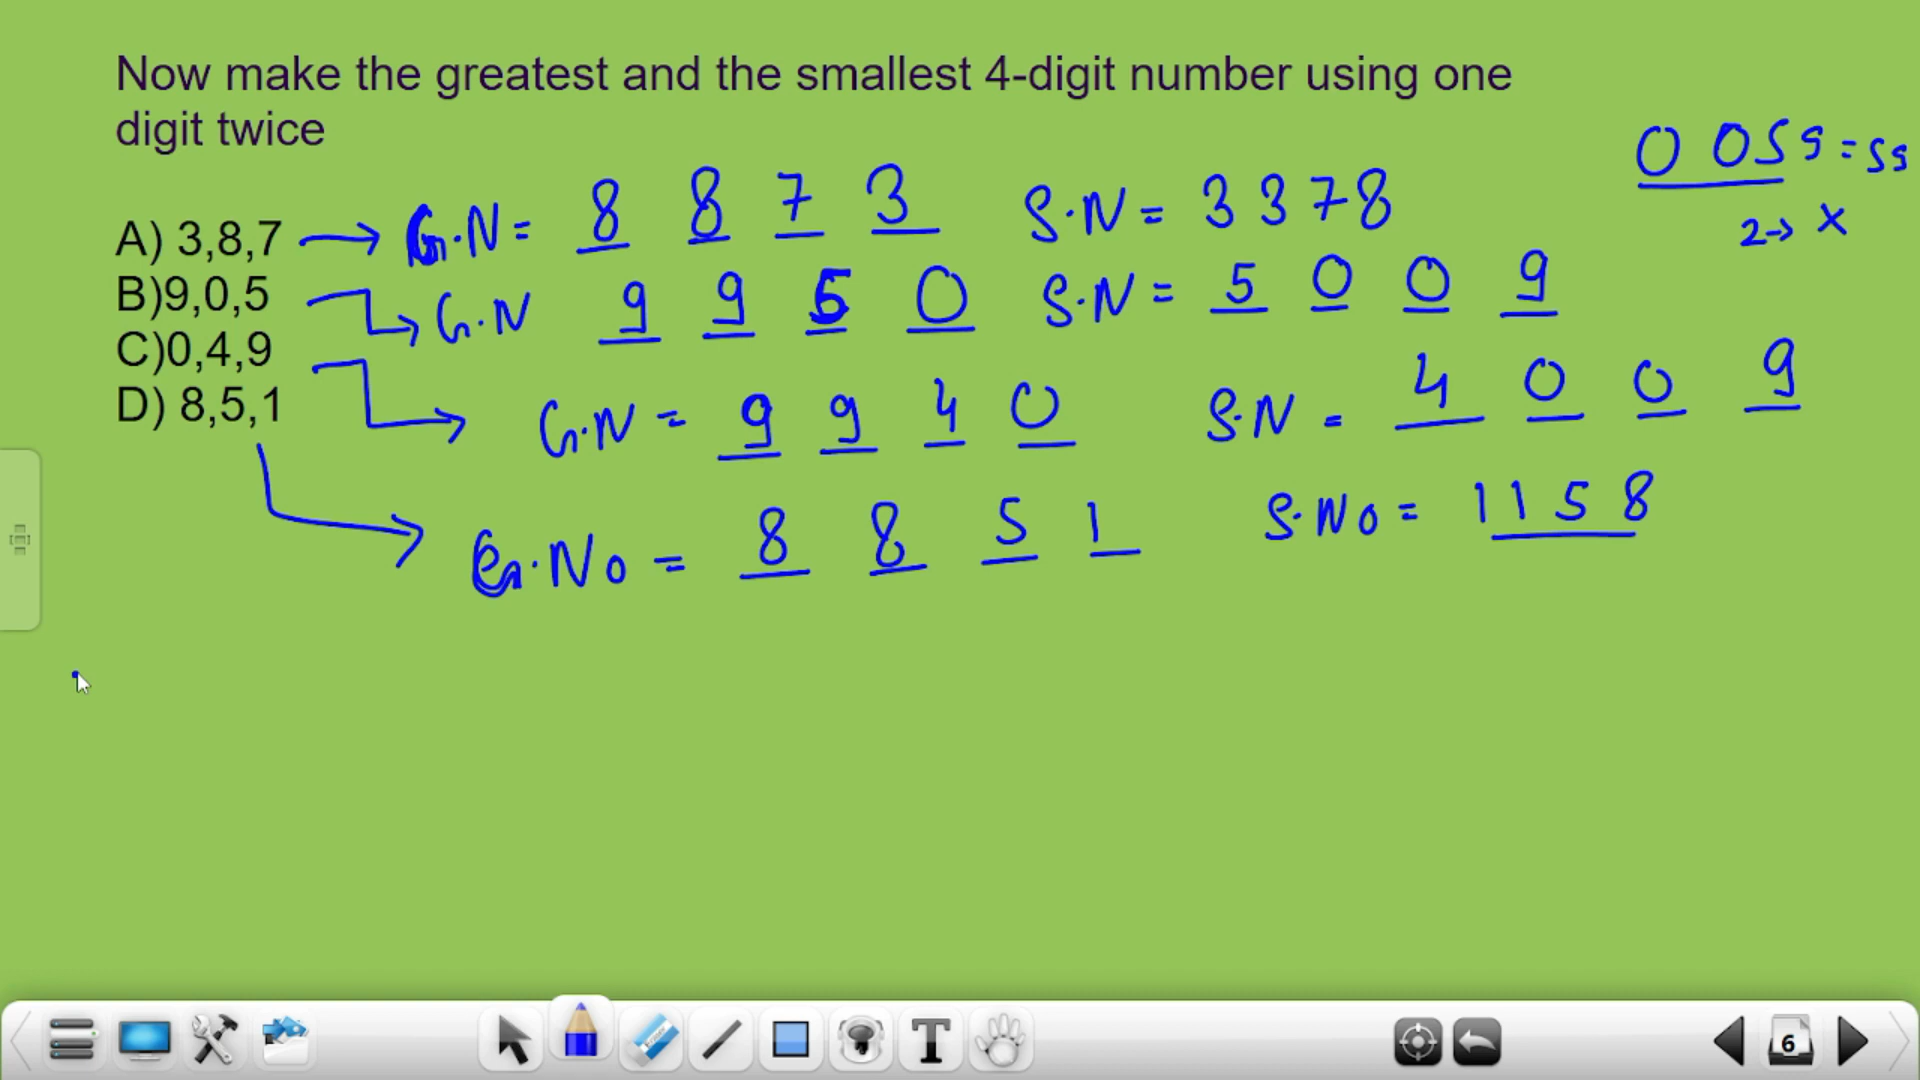 Now make the greatest and the smallest 4-digit number using one
digit twice
0 0 5 9 = 59
2→ X
A) 3,8,7 → G.N = 8 8 7 3 S.N = 3 3 7 8
B)9,0,5 → G.N 9 9 5 0 S.N = 5 0 0 9
C)0,4,9 → G.N = 9 9 4 0 S.N = 4 0 0 9
D) 8,5,1 → G.No = 8 8 5 1 S.No = 1 1 5 8
T
6